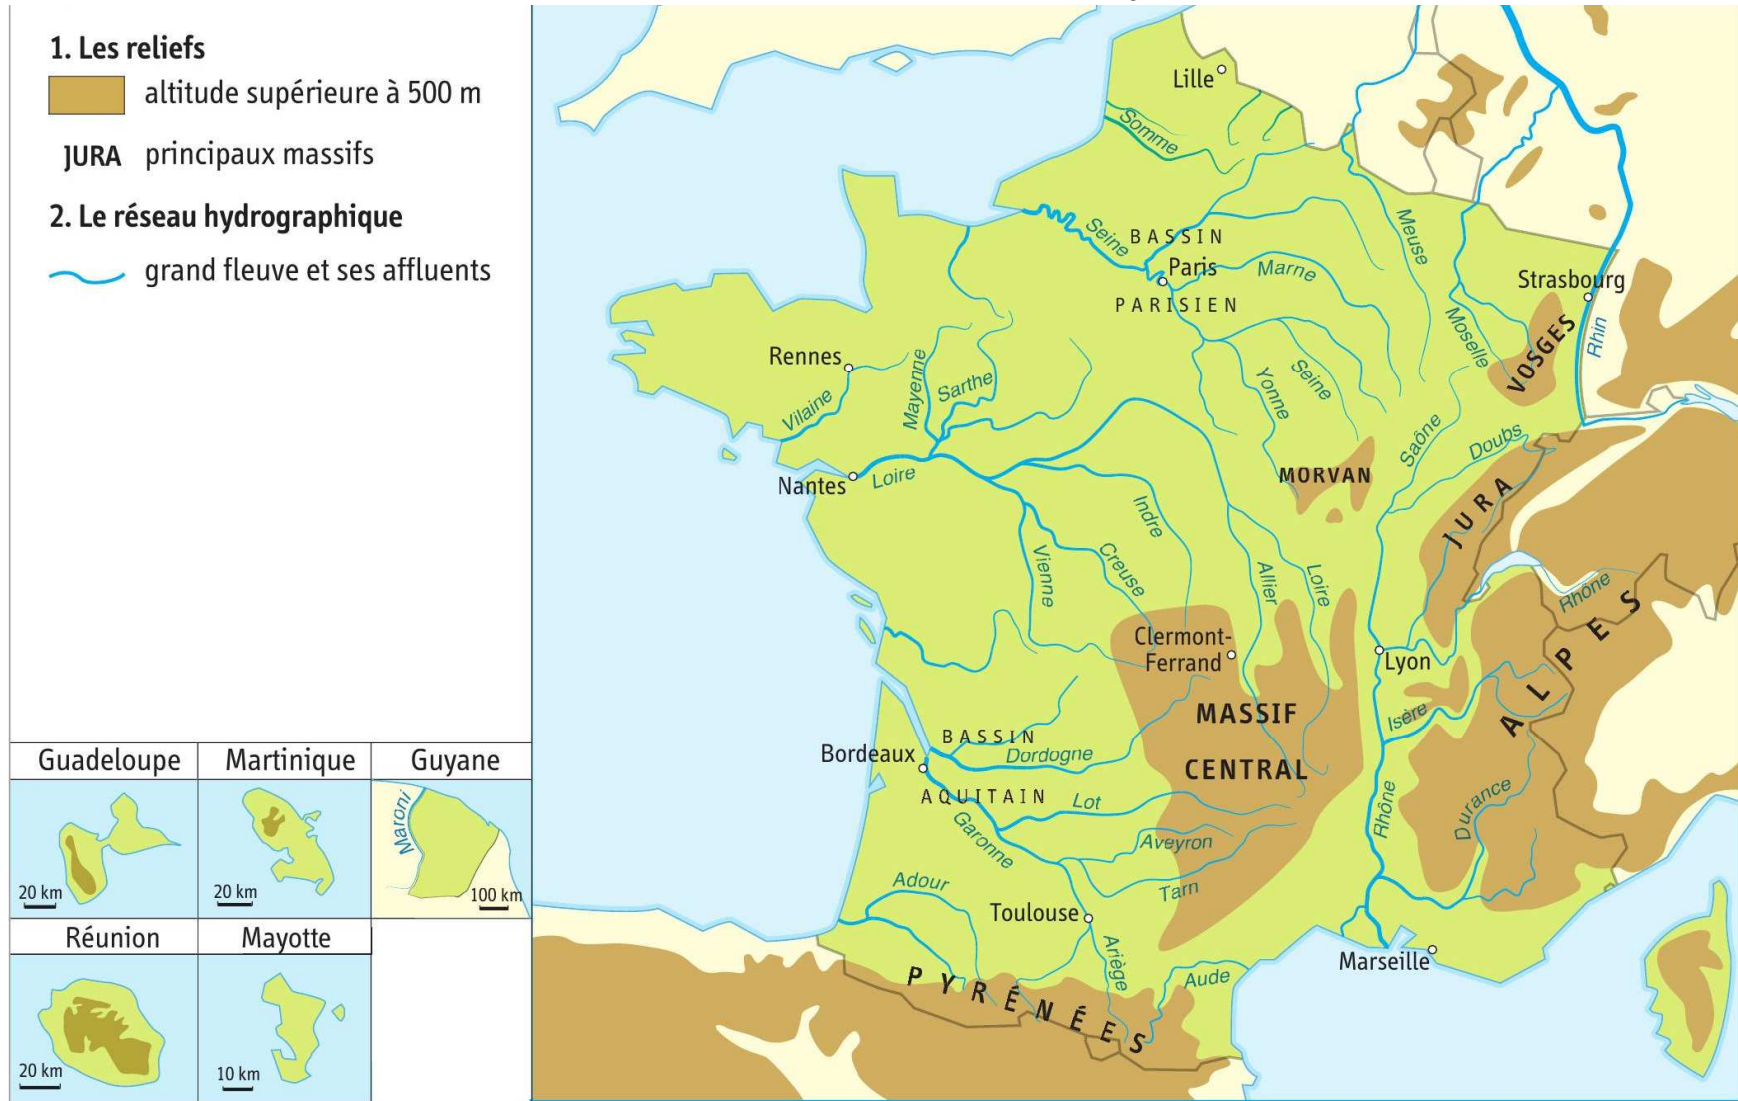 1. Les reliefs
altitude supérieure à 500 m
JURA principaux massifs
2. Le réseau hydrographique
grand fleuve et ses affluents
Guadeloupe
20 km
Martinique
20 km
Guyane
Maroni
100 km
Réunion
20 km
Mayotte
10 km
Lille
Somme
Seine
BASSIN
Paris
PARISIEN
Marne
Meuse
Moselle
Strasbourg
VOSGES
Rhin
Rennes
Vilaine
Mayenne
Sarthe
Yonne
Seine
Saône
Doubs
MORVAN
JURA
Nantes
Loire
Indre
Vienne
Creuse
Allier
Loire
Rhône
Clermont-
Ferrand
Lyon
ALPES
MASSIF
CENTRAL
Isère
Bordeaux
BASSIN
Dordogne
AQUITAIN
Lot
Garonne
Aveyron
Tarn
Rhône
Durance
Adour
Toulouse
Ariège
Aude
Marseille
PYRÉNÉES